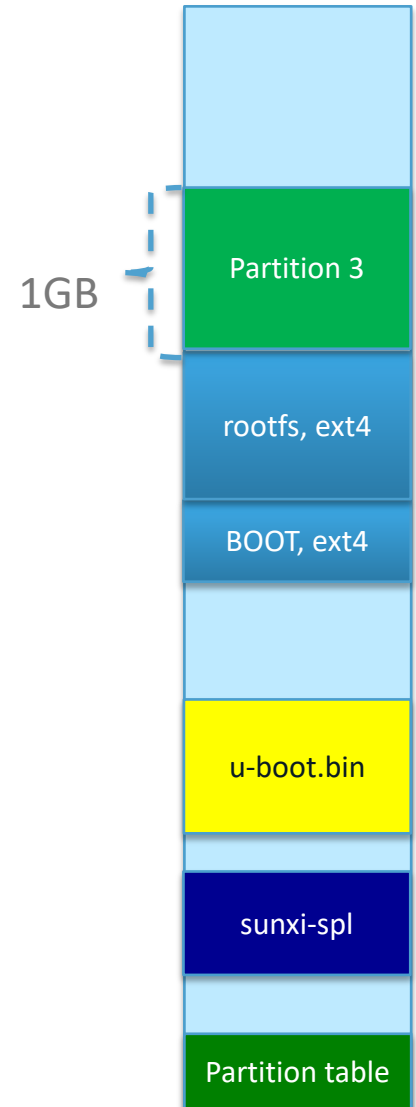 Partition 3
1GB
rootfs, ext4
BOOT, ext4
u-boot.bin
sunxi-spl
Partition table